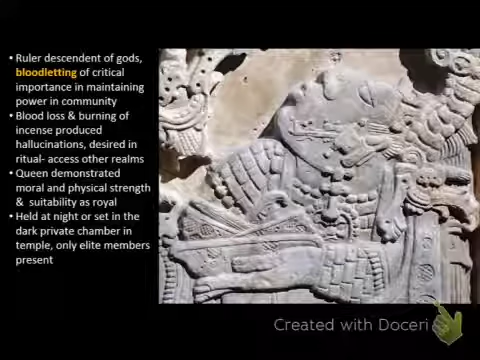 • Ruler descendent of gods,
bloodletting of critical
importance in maintaining
power in community
• Blood loss & burning of
incense produced
hallucinations, desired in
ritual- access other realms
• Queen demonstrated
moral and physical strength
& suitability as royal
• Held at night or set in the
dark private chamber in
temple, only elite members
present
Created with Doceri